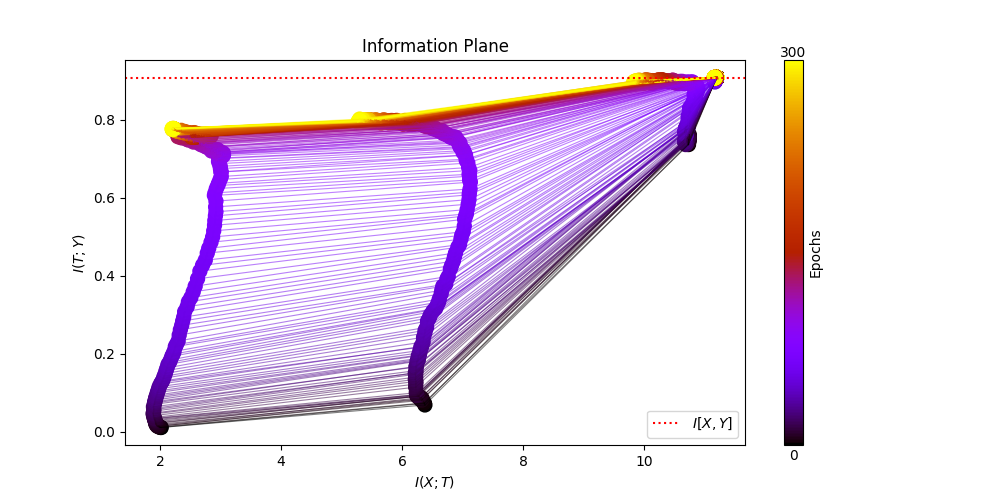 Information Plane
300
0.8
0.6
0.4
0.2
0.0
I(T; Y)
2
4
6
8
10
I(X; T)
I[X, Y]
Epochs
0